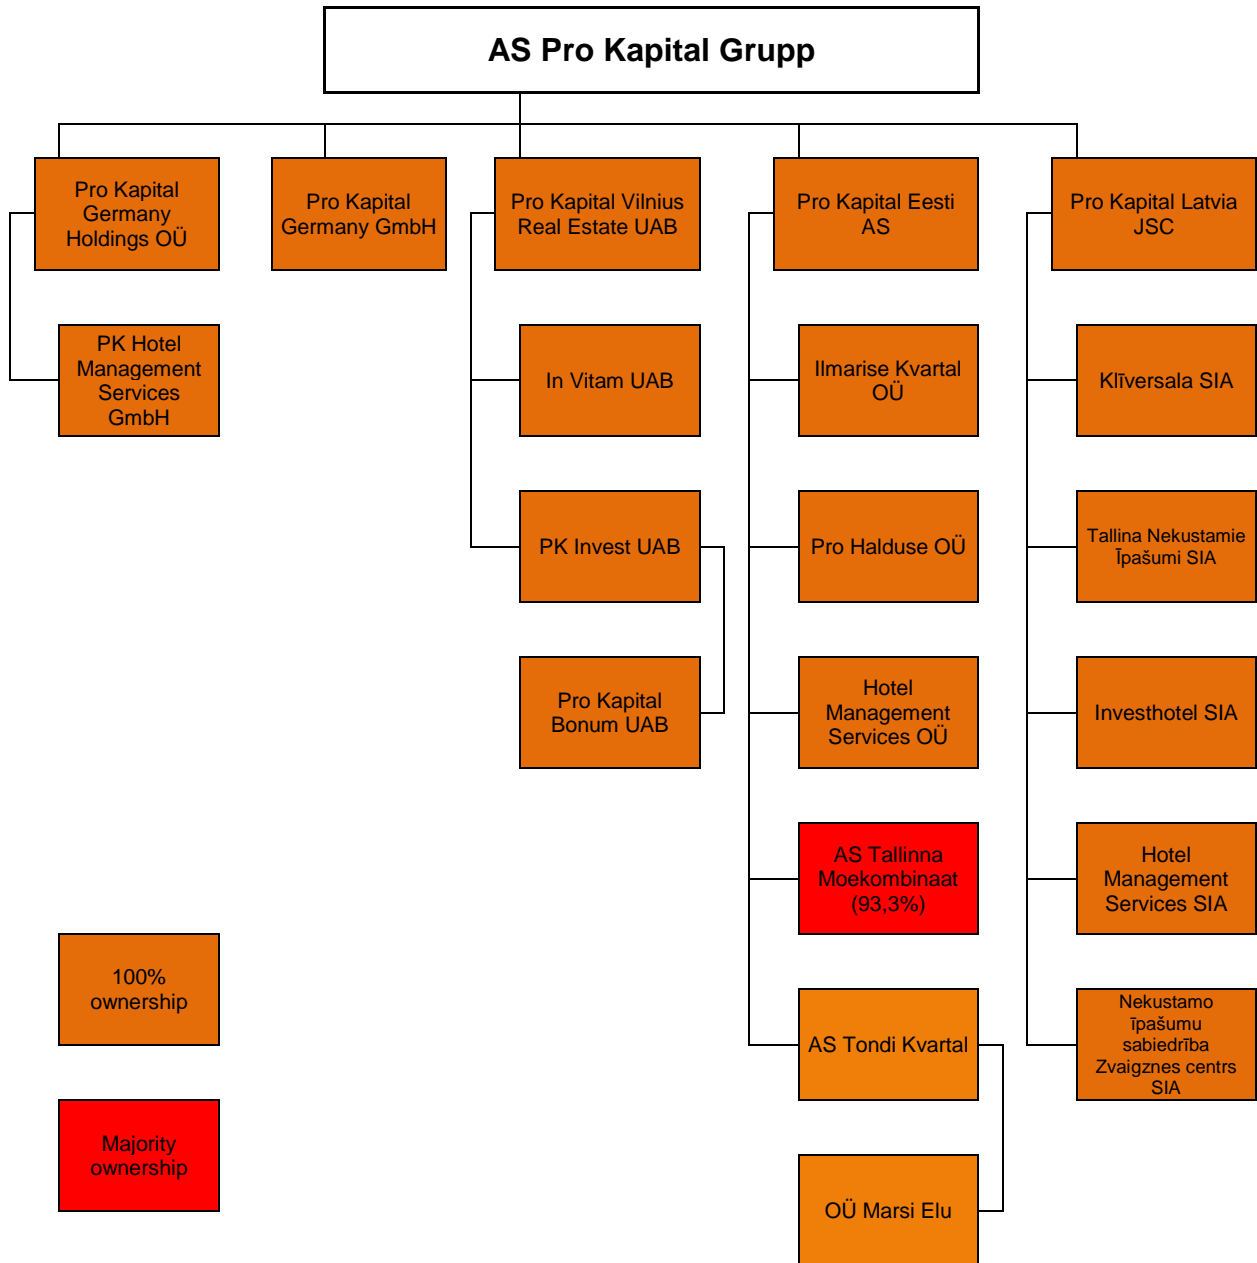 AS Pro Kapital Grupp
Pro Kapital
Germany
Holdings OÜ
Pro Kapital
Germany GmbH
Pro Kapital Vilnius
Real Estate UAB
Pro Kapital Eesti
AS
Pro Kapital Latvia
JSC
PK Hotel
Management
Services
GmbH
In Vitam UAB
Ilmarise Kvartal
OÜ
Klīversala SIA
PK Invest UAB
Pro Halduse OÜ
Tallina Nekustamie
Īpašumi SIA
Pro Kapital
Bonum UAB
Hotel
Management
Services OÜ
Investhotel SIA
AS Tallinna
Moekombinaat
(93,3%)
Hotel
Management
Services SIA
100%
ownership
AS Tondi Kvartal
Nekustamo
īpašumu
sabiedrība
Zvaigznes centrs
SIA
Majority
ownership
OÜ Marsi Elu